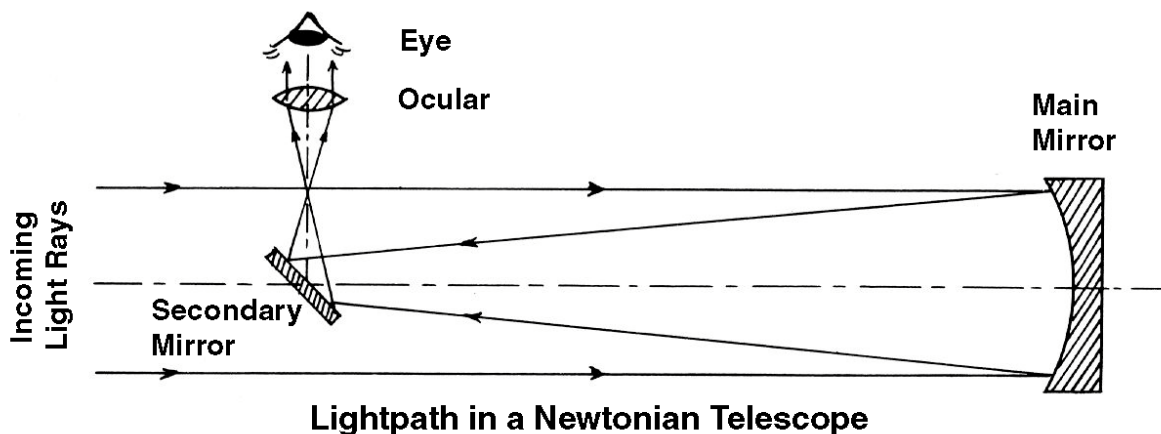 Eye
Ocular
Main
Mirror
Incoming
Light Rays
Secondary
Mirror
Lightpath in a Newtonian Telescope